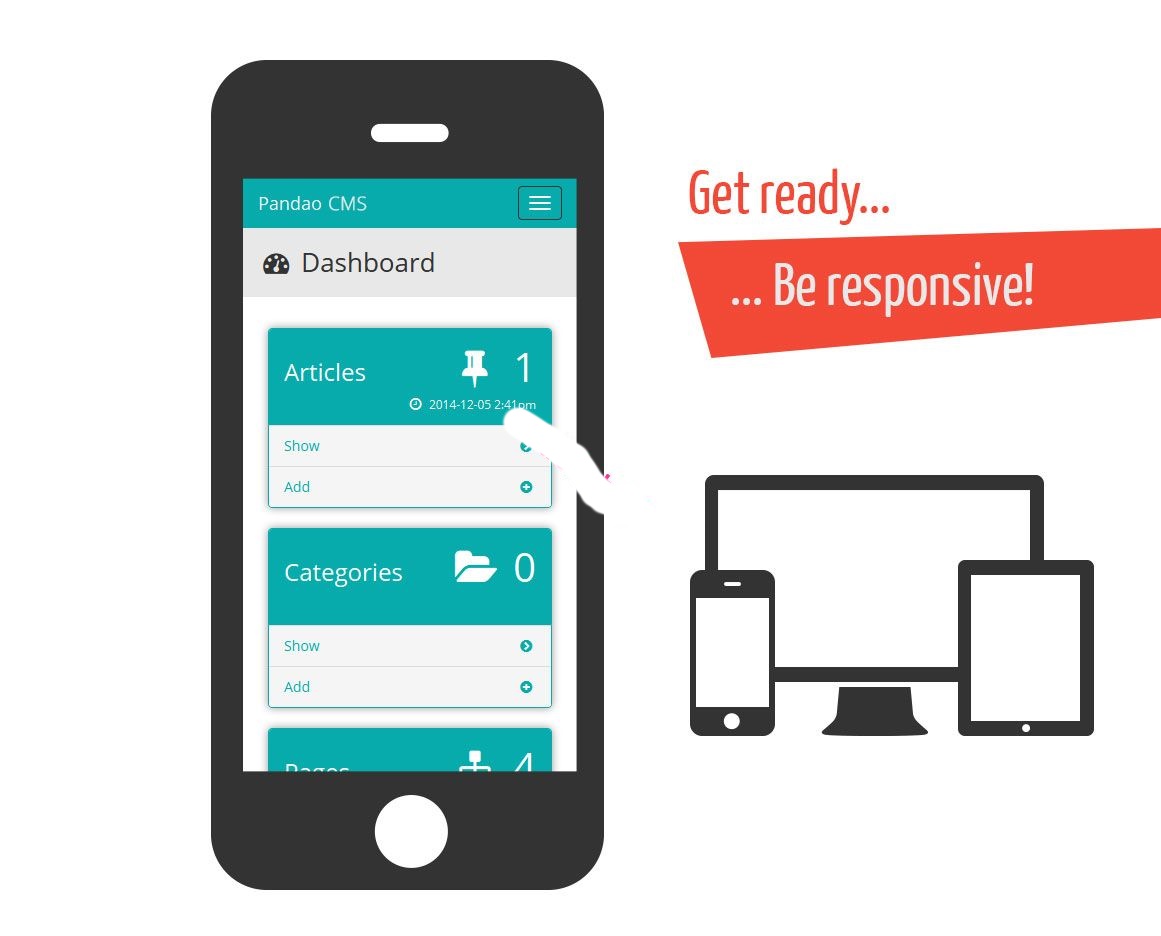 Pandao CMS
Dashboard
Articles 1
2014-12-05 2:41pm
Show
Add
Categories 0
Show
Add
Pages 4
Get ready...
... Be responsive!